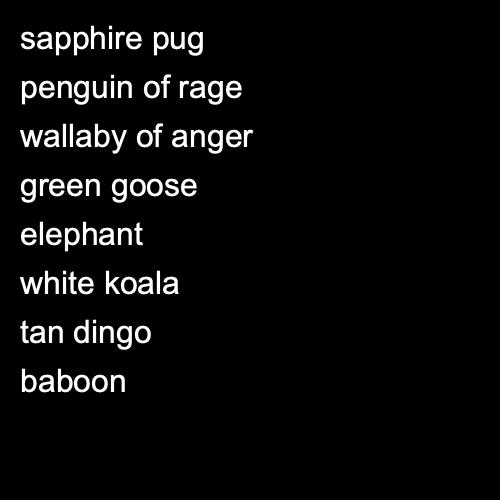 sapphire pug
penguin of rage
wallaby of anger
green goose
elephant
white koala
tan dingo
baboon